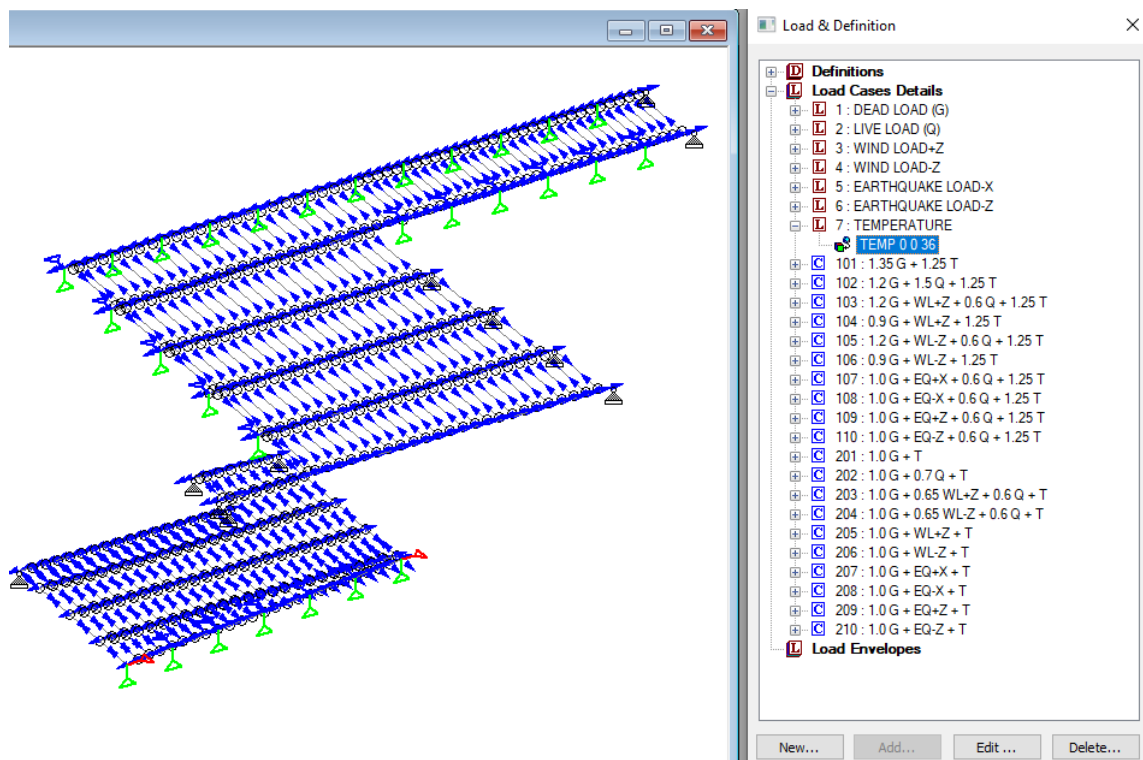 Load & Definition
Definitions
Load Cases Details
1 : DEAD LOAD (G)
2 : LIVE LOAD (Q)
3 : WIND LOAD+Z
4 : WIND LOAD-Z
5 : EARTHQUAKE LOAD-X
6 : EARTHQUAKE LOAD-Z
7 : TEMPERATURE
TEMP 0 0 36
101 : 1.35 G + 1.25 T
102 : 1.2 G + 1.5 Q + 1.25 T
103 : 1.2 G + WL+Z + 0.6 Q + 1.25 T
104 : 0.9 G + WL+Z + 1.25 T
105 : 1.2 G + WL-Z + 0.6 Q + 1.25 T
106 : 0.9 G + WL-Z + 1.25 T
107 : 1.0 G + EQ+X + 0.6 Q + 1.25 T
108 : 1.0 G + EQ-X + 0.6 Q + 1.25 T
109 : 1.0 G + EQ+Z + 0.6 Q + 1.25 T
110 : 1.0 G + EQ-Z + 0.6 Q + 1.25 T
201 : 1.0 G + T
202 : 1.0 G + 0.7 Q + T
203 : 1.0 G + 0.65 WL+Z + 0.6 Q + T
204 : 1.0 G + 0.65 WL-Z + 0.6 Q + T
205 : 1.0 G + WL+Z + T
206 : 1.0 G + WL-Z + T
207 : 1.0 G + EQ+X + T
208 : 1.0 G + EQ-X + T
209 : 1.0 G + EQ+Z + T
210 : 1.0 G + EQ-Z + T
Load Envelopes
New... Add... Edit ... Delete...